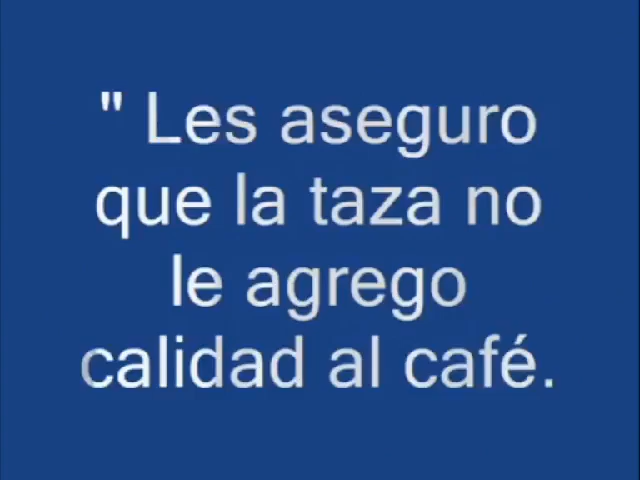 " Les aseguro
que la taza no
le agrego
calidad al café.